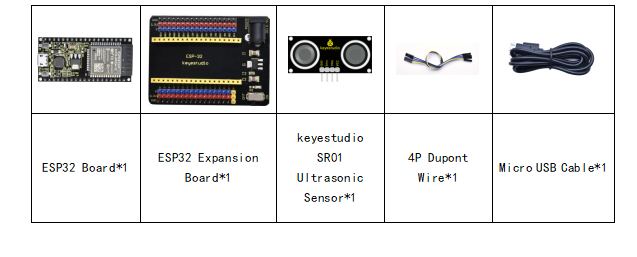 ESP-32
keyestudio
keyestudio
ESP32 Board*1
ESP32 Expansion
Board*1
keyestudio
SR01
Ultrasonic
Sensor*1
4P Dupont
Wire*1
Micro USB Cable*1